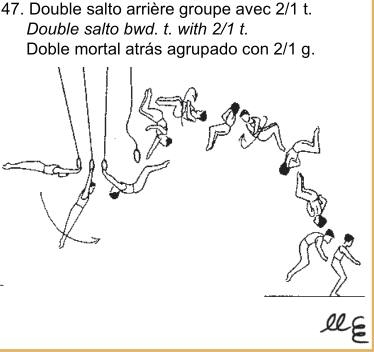 47. Double salto arrière groupe avec 2/1 t.
Double salto bwd. t. with 2/1 t.
Doble mortal atrás agrupado con 2/1 g.